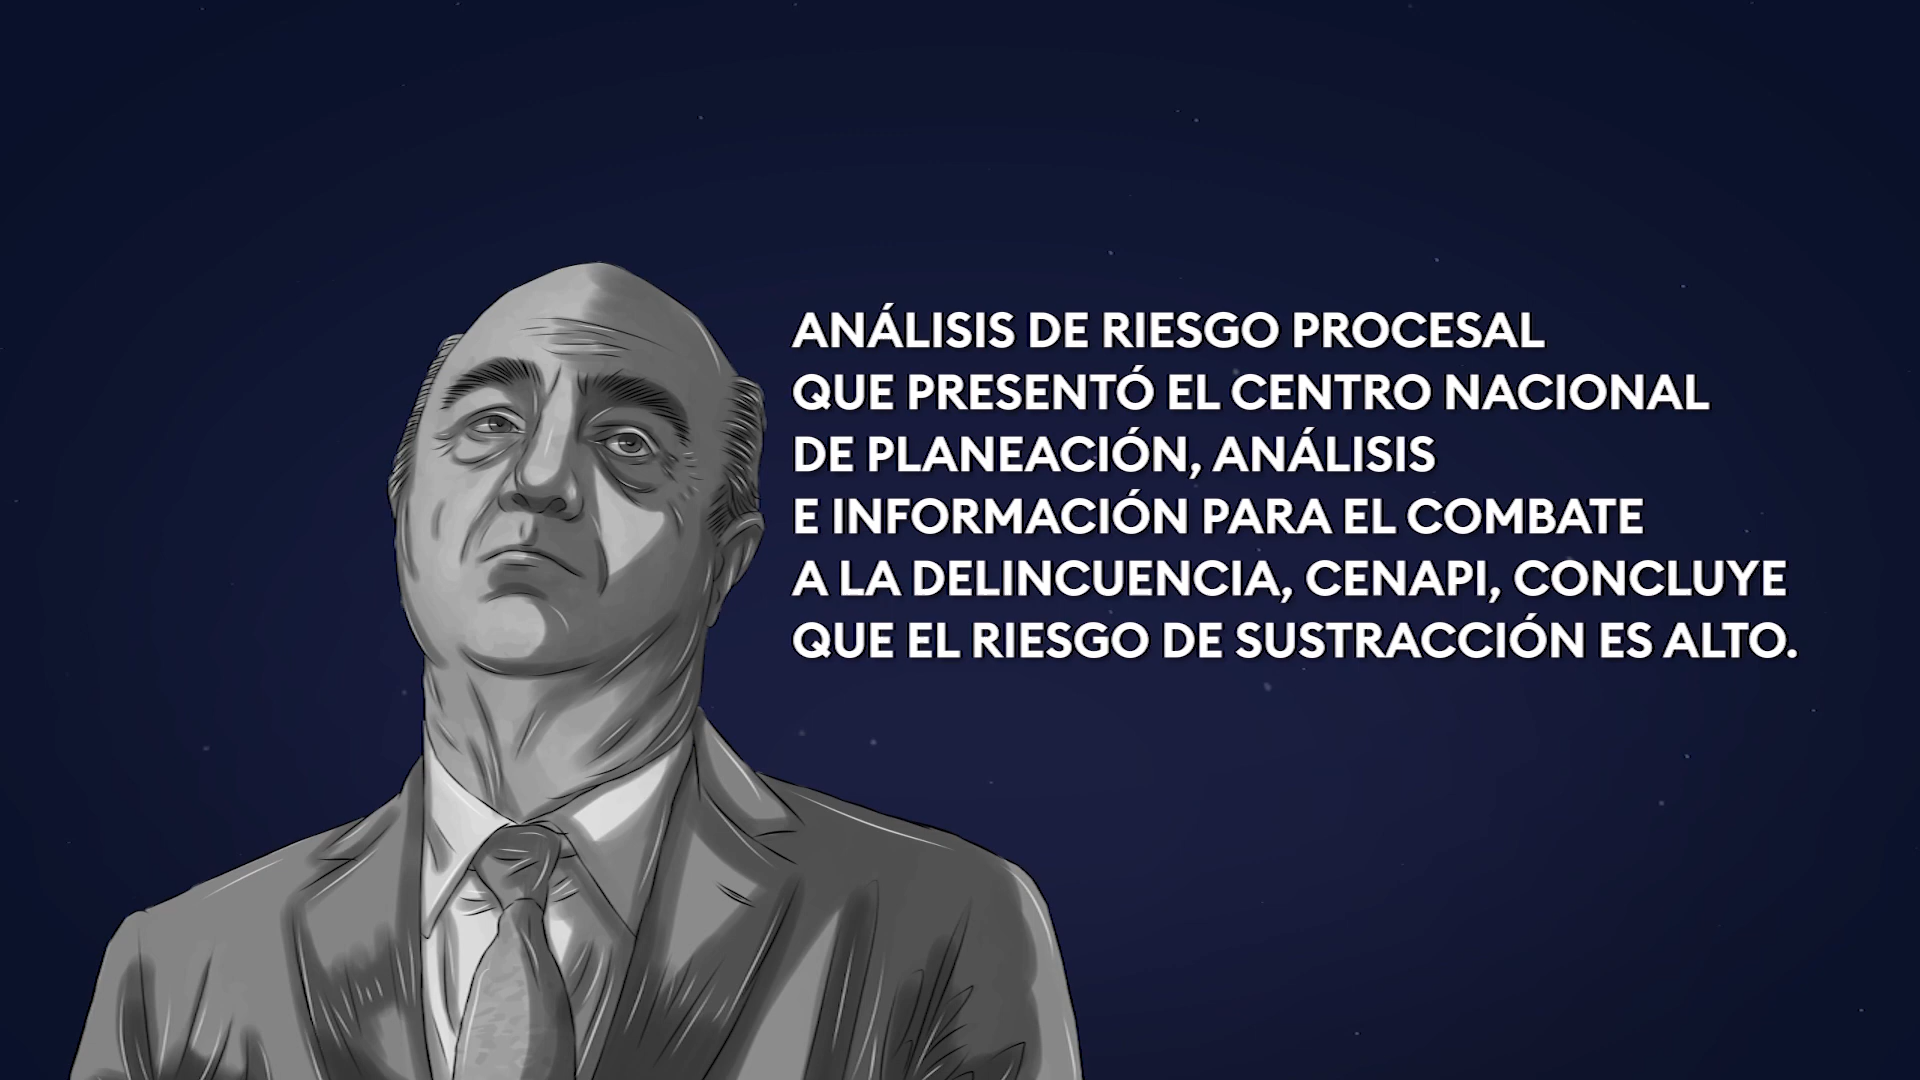 ANÁLISIS DE RIESGO PROCESAL
QUE PRESENTÓ EL CENTRO NACIONAL
DE PLANEACIÓN, ANÁLISIS
E INFORMACIÓN PARA EL COMBATE
A LA DELINCUENCIA, CENAPI, CONCLUYE
QUE EL RIESGO DE SUSTRACCIÓN ES ALTO.